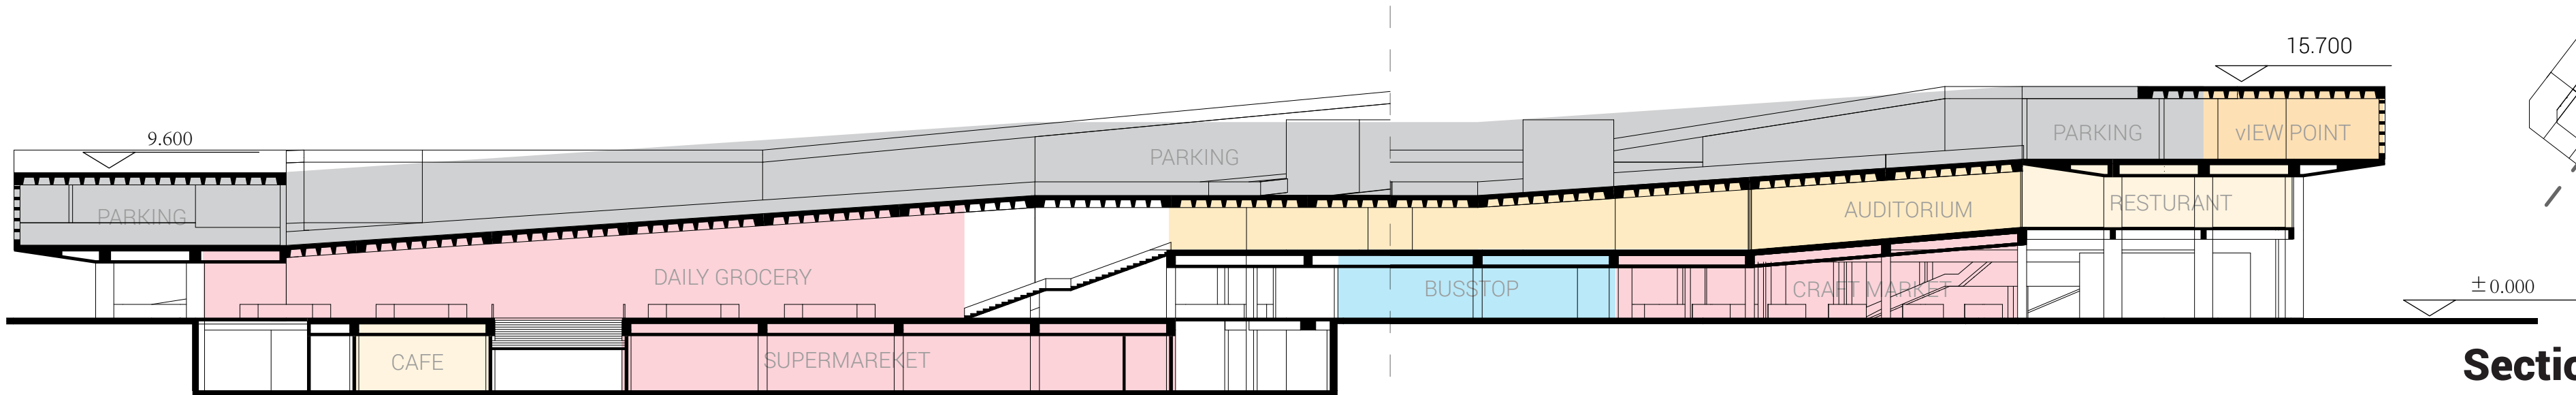 15.700
9.600
PARKING
vIEW POINT
PARKING
PARKING
RESTURANT
AUDITORIUM
DAILY GROCERY
BUSSTOP
CRAFT MARKET
±0.000
CAFE
SUPERMAREKET
Sectio